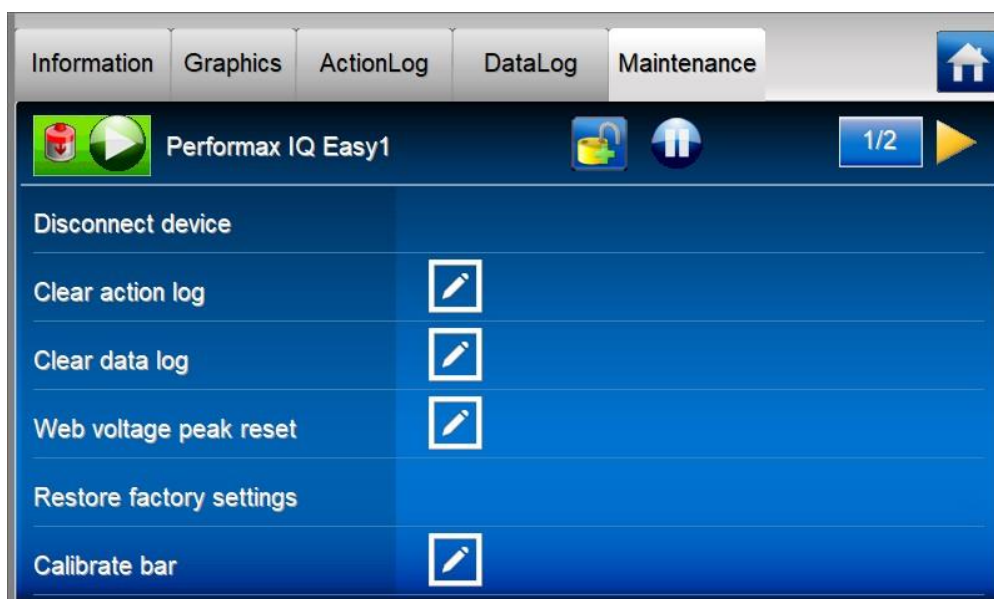 Information Graphics ActionLog DataLog Maintenance
Performax IQ Easy1 1/2
Disconnect device
Clear action log
Clear data log
Web voltage peak reset
Restore factory settings
Calibrate bar